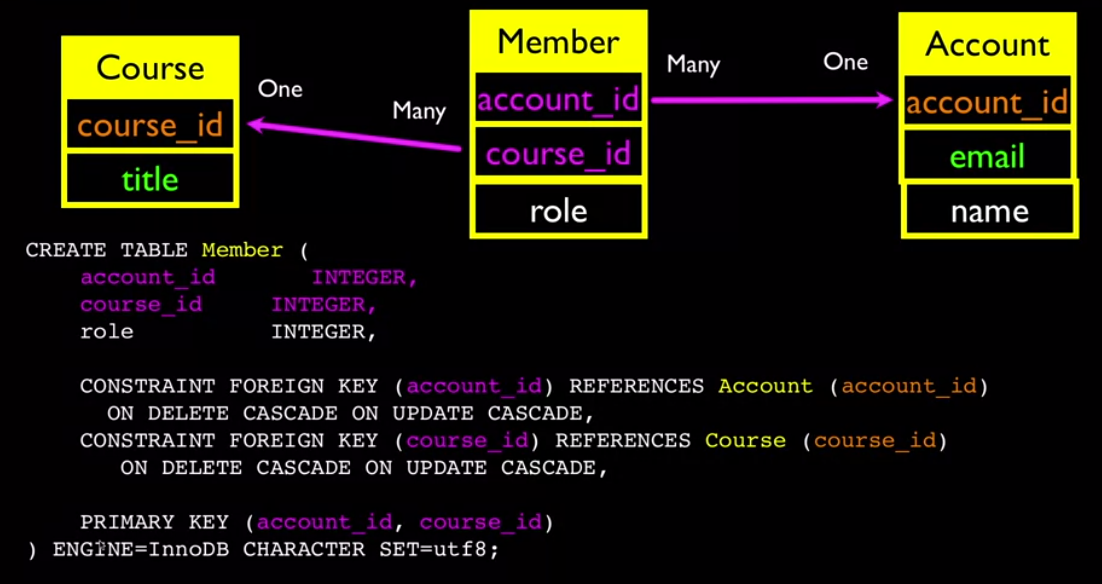 Course
course_id
title
One
Many
Member
account_id
course_id
role
Many
One
Account
account_id
email
name
CREATE TABLE Member (
account_id INTEGER,
course_id INTEGER,
role INTEGER,
CONSTRAINT FOREIGN KEY (account_id) REFERENCES Account (account_id)
ON DELETE CASCADE ON UPDATE CASCADE,
CONSTRAINT FOREIGN KEY (course_id) REFERENCES Course (course_id)
ON DELETE CASCADE ON UPDATE CASCADE,
PRIMARY KEY (account_id, course_id)
) ENGINE=InnoDB CHARACTER SET=utf8;